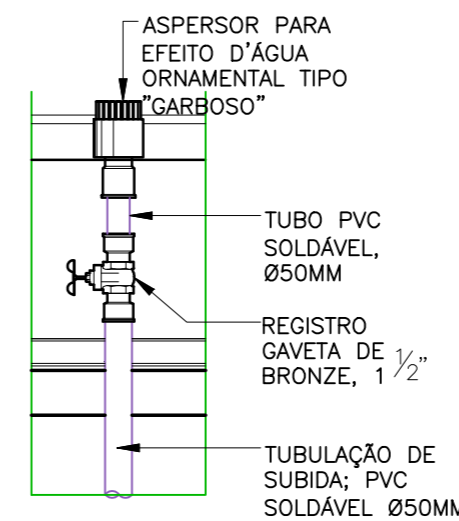 ASPERSOR PARA
EFEITO D'ÁGUA
ORNAMENTAL TIPO
"GARBOSO"
TUBO PVC
SOLDÁVEL,
Ø50MM
REGISTRO
GAVETA DE
BRONZE, 1 1/2"
TUBULAÇÃO DE
SUBIDA; PVC
SOLDÁVEL Ø50MM